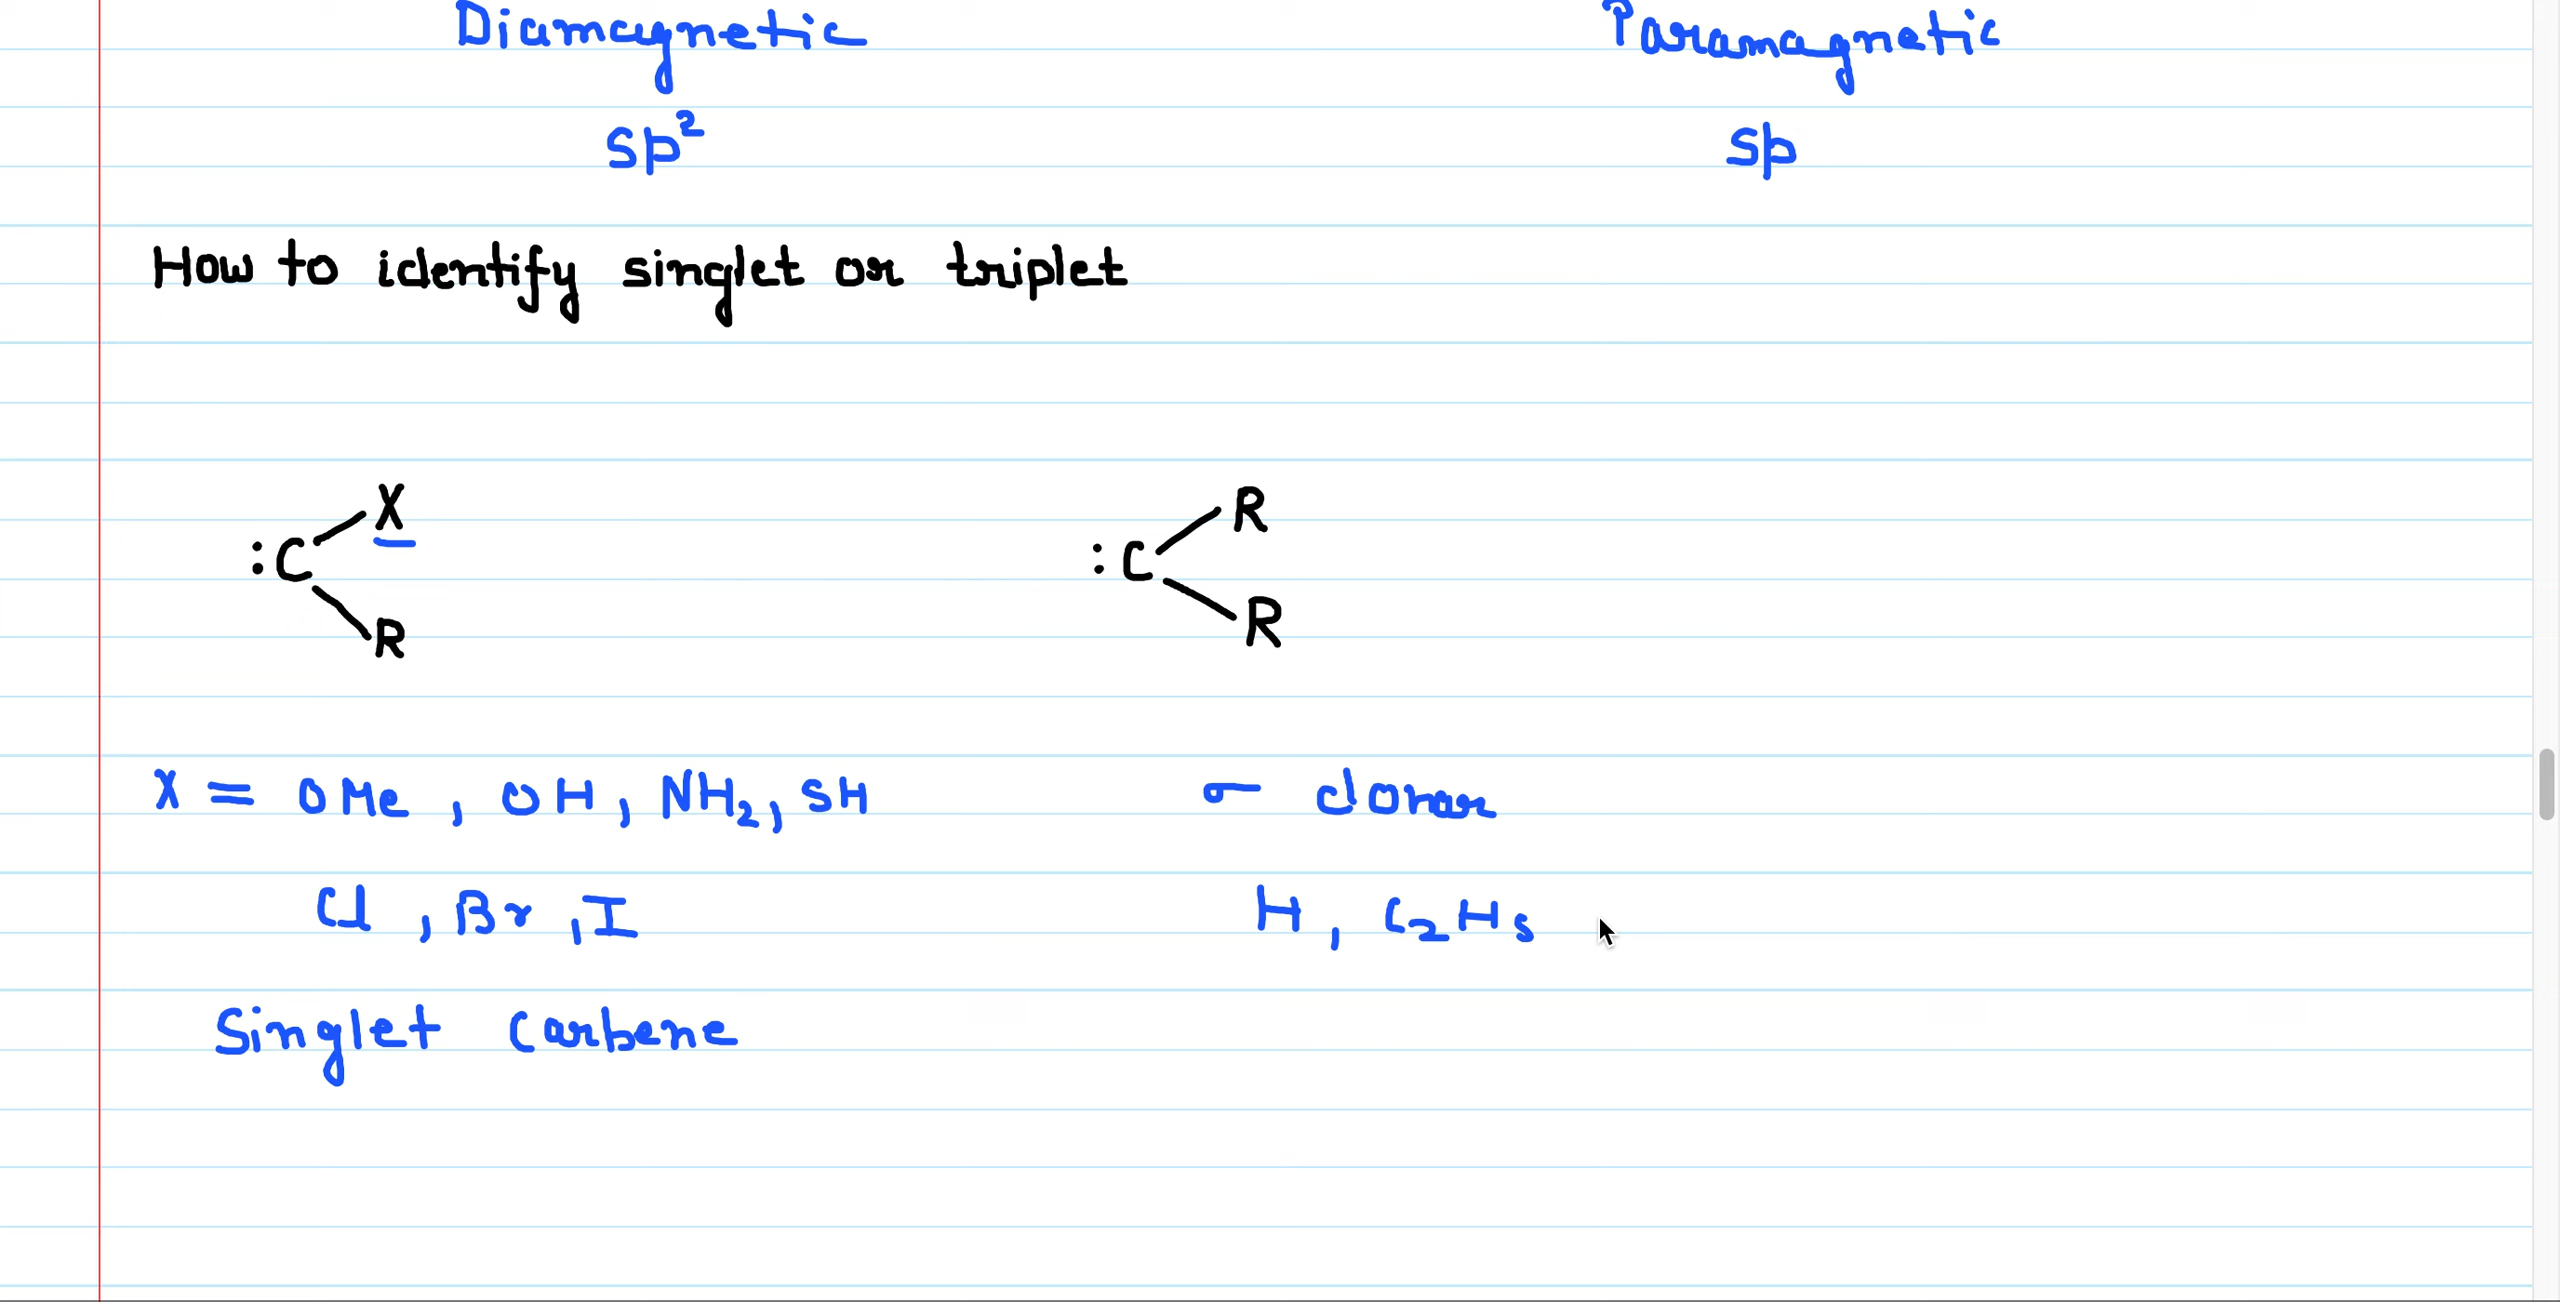 Diamagnetic Paramagnetic
sp² sp
How to identify singlet or triplet
X R
:C :C
R R
X = OMe , OH , NH₂, SH σ donar
Cl , Br , I H , C₂H₅
Singlet Carbene